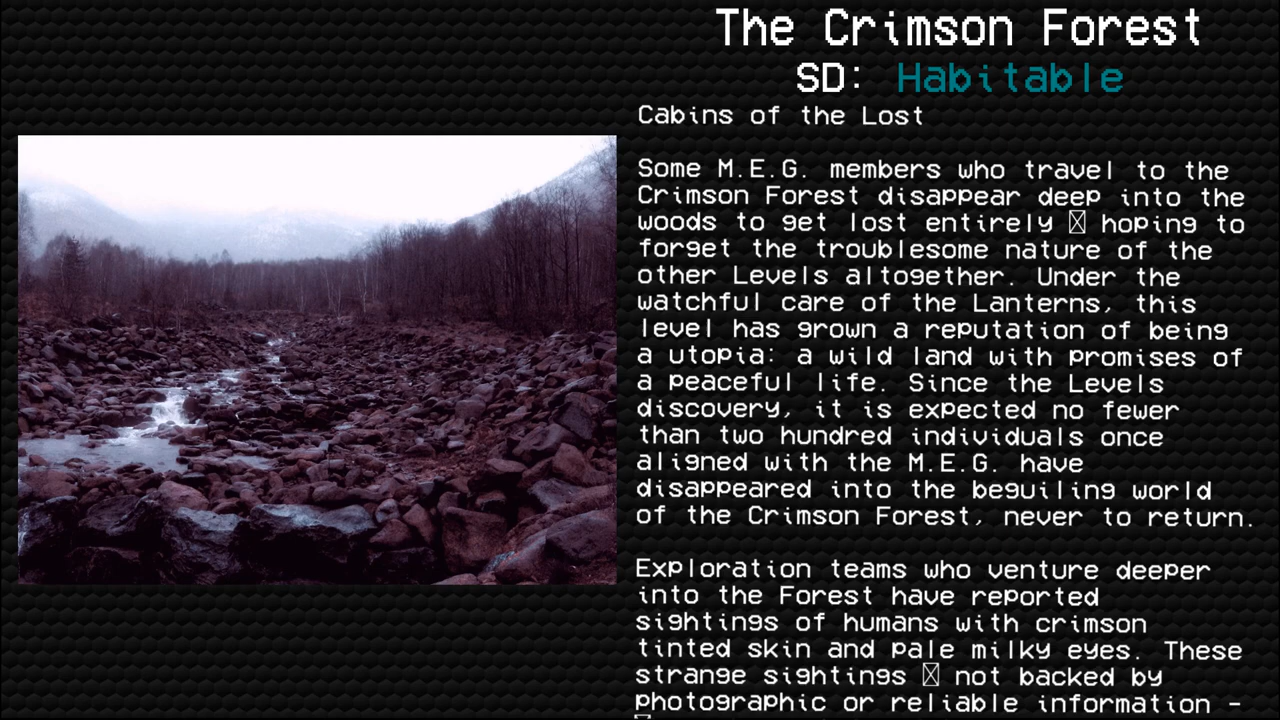 The Crimson Forest
SD: Habitable
Cabins of the Lost
Some M.E.G. members who travel to the
Crimson Forest disappear deep into the
woods to get lost entirely ☒ hoping to
forget the troublesome nature of the
other Levels altogether. Under the
watchful care of the Lanterns, this
level has grown a reputation of being
a utopia: a wild land with promises of
a peaceful life. Since the Levels
discovery, it is expected no fewer
than two hundred individuals once
aligned with the M.E.G. have
disappeared into the beguiling world
of the Crimson Forest, never to return.
Exploration teams who venture deeper
into the Forest have reported
sightings of humans with crimson
tinted skin and pale milky eyes. These
strange sightings ☒ not backed by
photographic or reliable information -